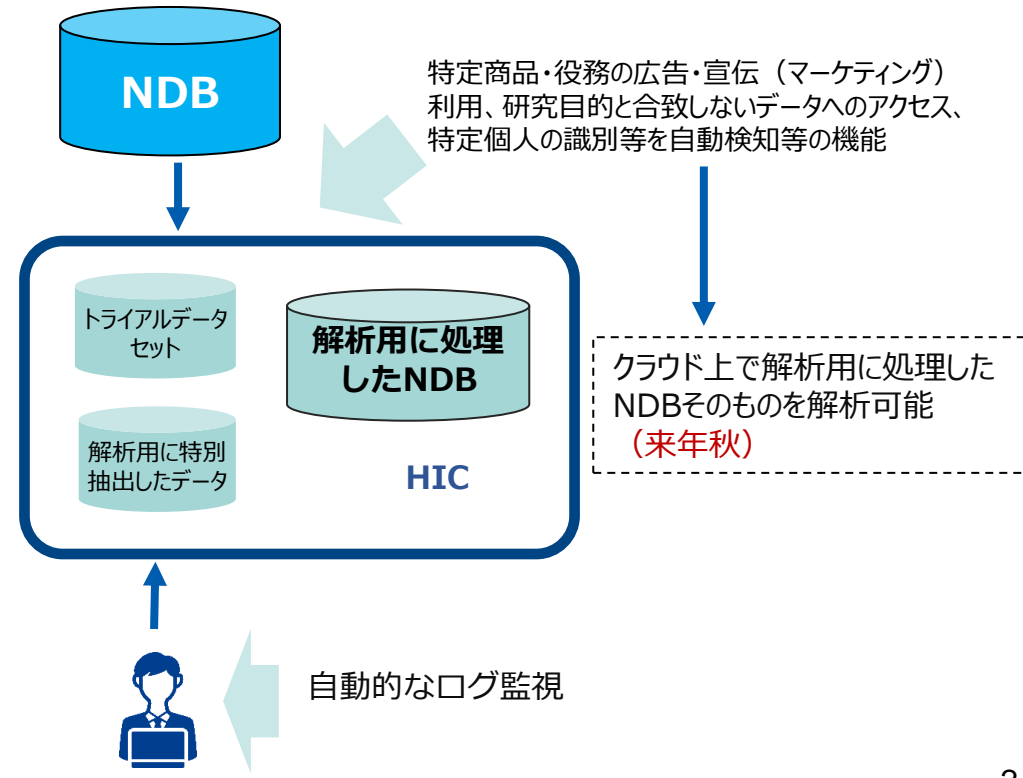 NDB
特定商品・役務の広告・宣伝（マーケティング）
利用、研究目的と合致しないデータへのアクセス、
特定個人の識別等を自動検知等の機能
トライアルデータ
セット
解析用に処理
したNDB
クラウド上で解析用に処理した
NDBそのものを解析可能
（来年秋）
解析用に特別
抽出したデータ
HIC
自動的なログ監視